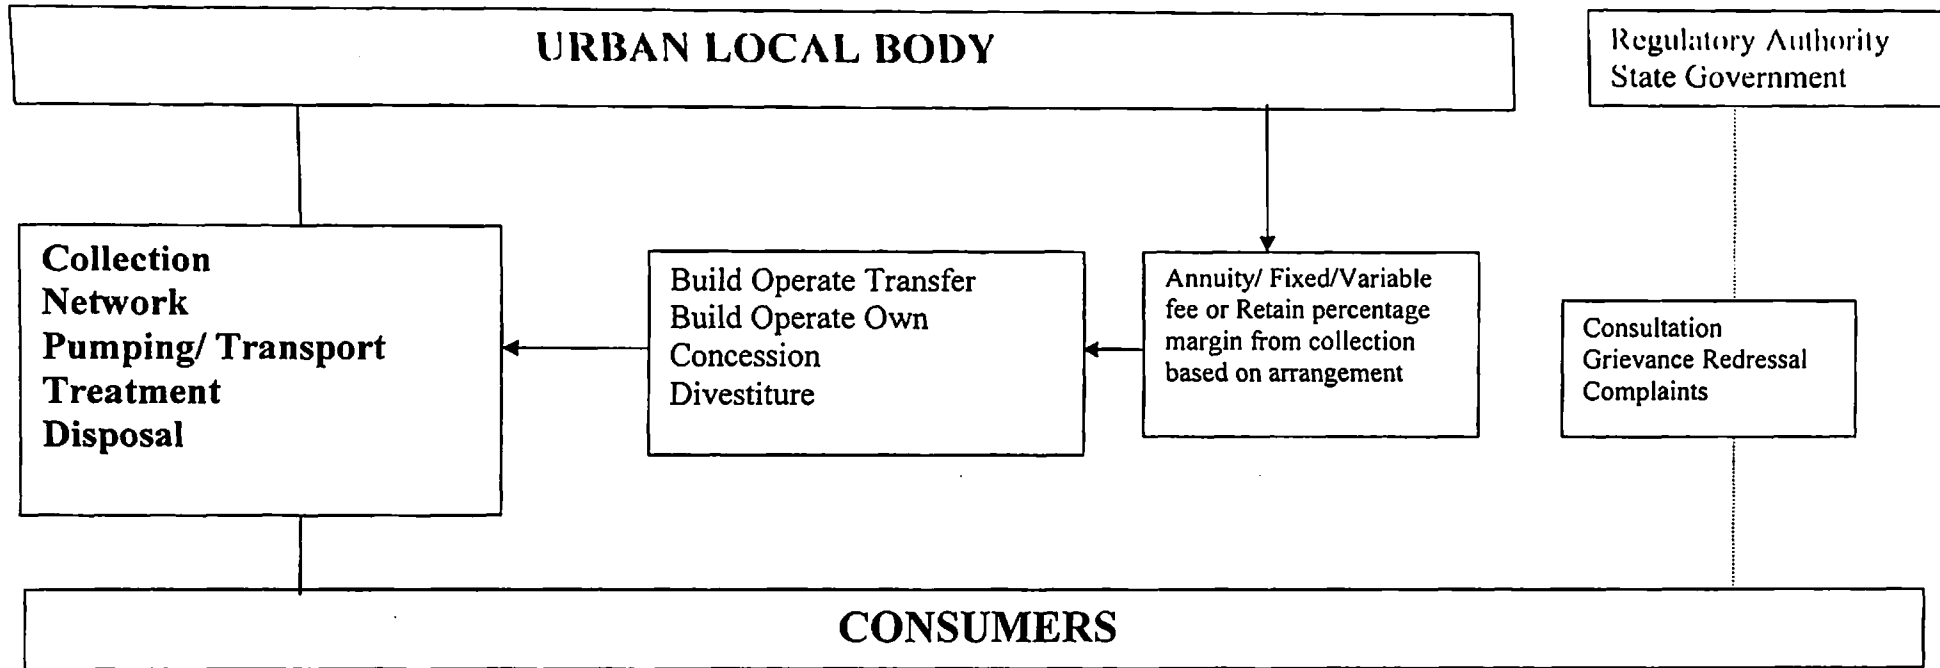 URBAN LOCAL BODY
Regulatory Authority
State Government
Collection
Network
Pumping/ Transport
Treatment
Disposal
Build Operate Transfer
Build Operate Own
Concession
Divestiture
Annuity/ Fixed/Variable
fee or Retain percentage
margin from collection
based on arrangement
Consultation
Grievance Redressal
Complaints
CONSUMERS